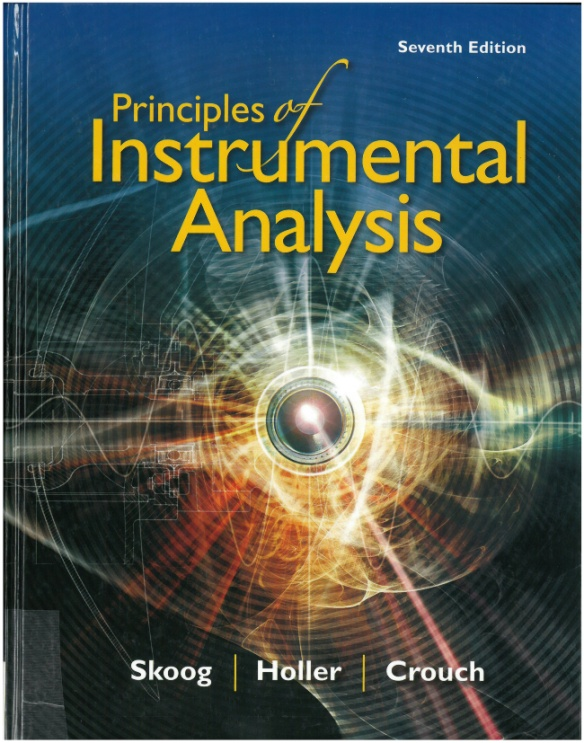 Seventh Edition
Principles of
Instrumental
Analysis
Skoog | Holler | Crouch